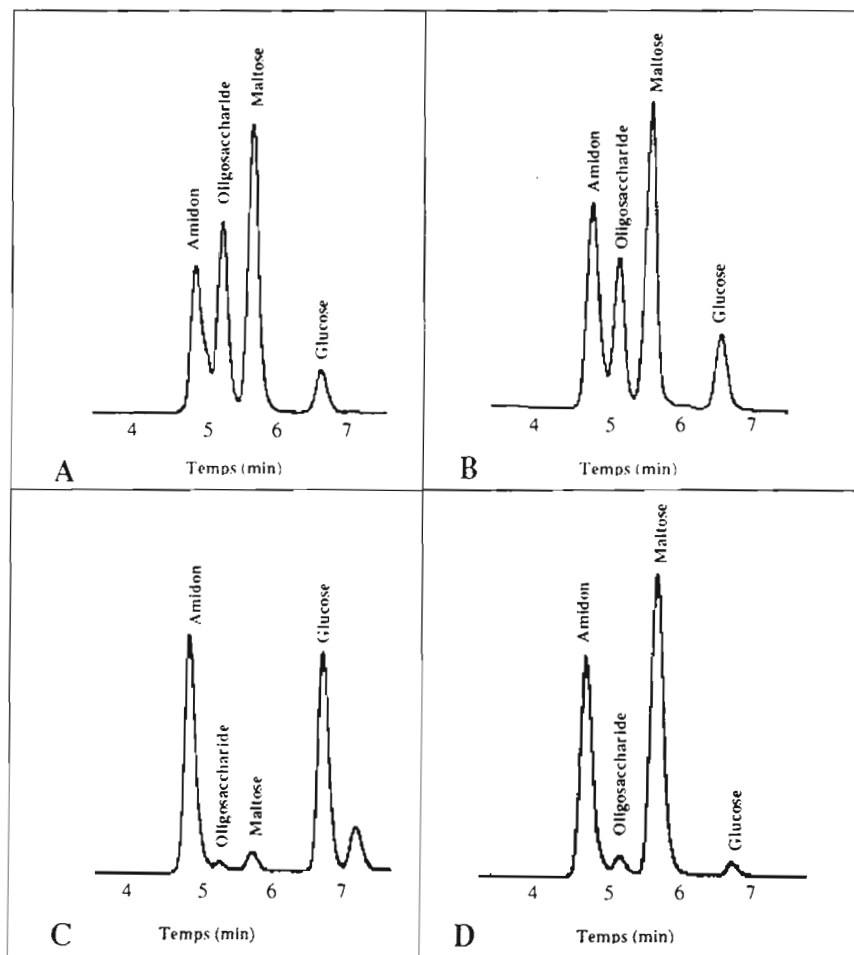 Amidon
Oligosaccharide
Maltose
Glucose
4 5 6 7
A
Temps (min)
Amidon
Oligosaccharide
Maltose
Glucose
4 5 6 7
B
Temps (min)
Amidon
Oligosaccharide
Maltose
Glucose
4 5 6 7
C
Temps (min)
Amidon
Oligosaccharide
Maltose
Glucose
4 5 6 7
D
Temps (min)